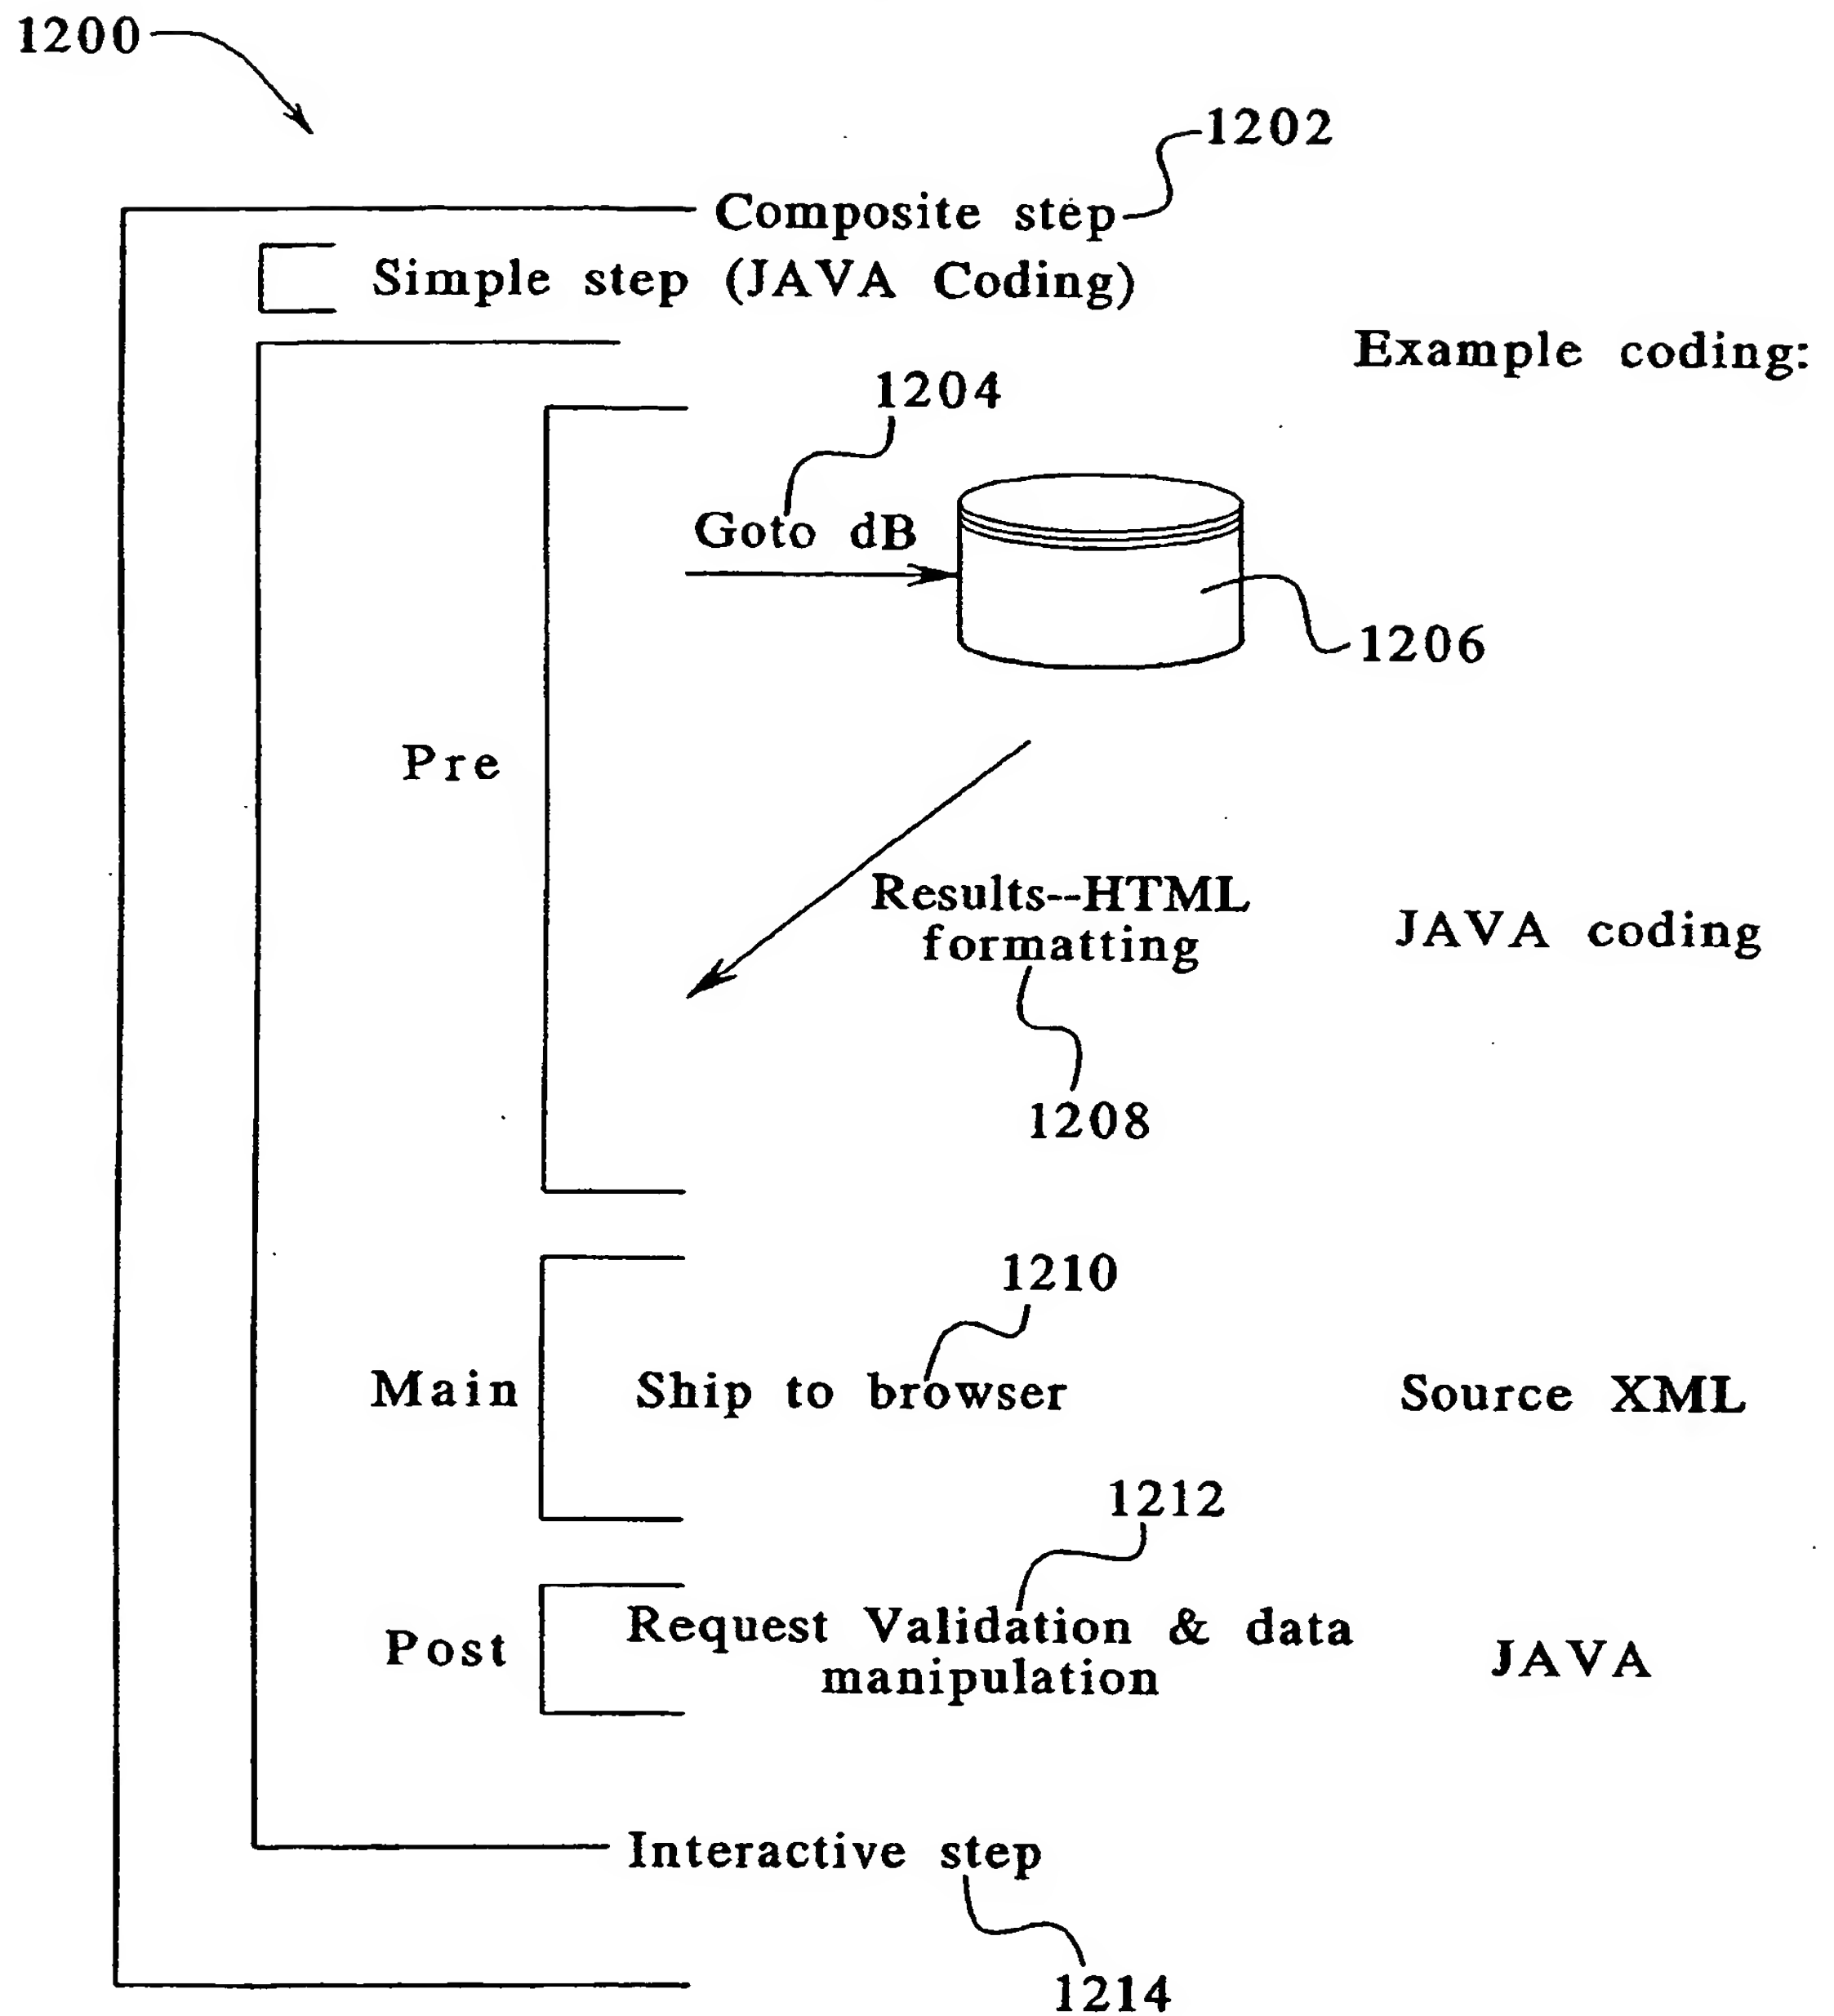 1200
1202
Composite step
Simple step (JAVA Coding)
Example coding:
1204
Goto dB
1206
Pre
Results--HTML
formatting
JAVA coding
1208
1210
Main
Ship to browser
Source XML
1212
Request Validation & data
manipulation
Post
JAVA
Interactive step
1214